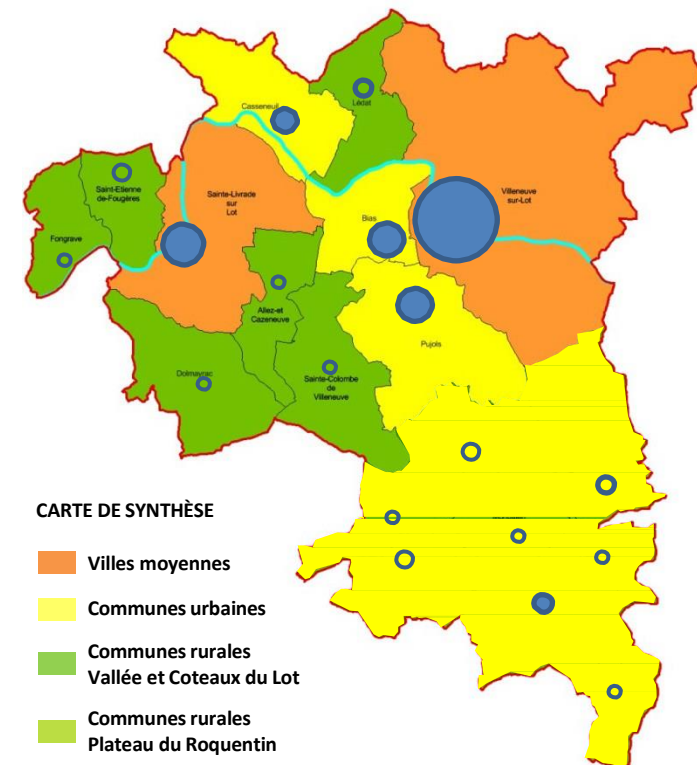 Lédat
Casseneuil
Saint-Etienne
de-Fougères
Sainte-Livrade
sur
Lot
Villeneuve
sur-Lot
Bias
Fongrave
Allez-et
Cazeneuve
Pujols
Dolmayrac
Sainte-Colombe
de
Villeneuve
CARTE DE SYNTHÈSE
Villes moyennes
Communes urbaines
Communes rurales
Vallée et Coteaux du Lot
Communes rurales
Plateau du Roquentin